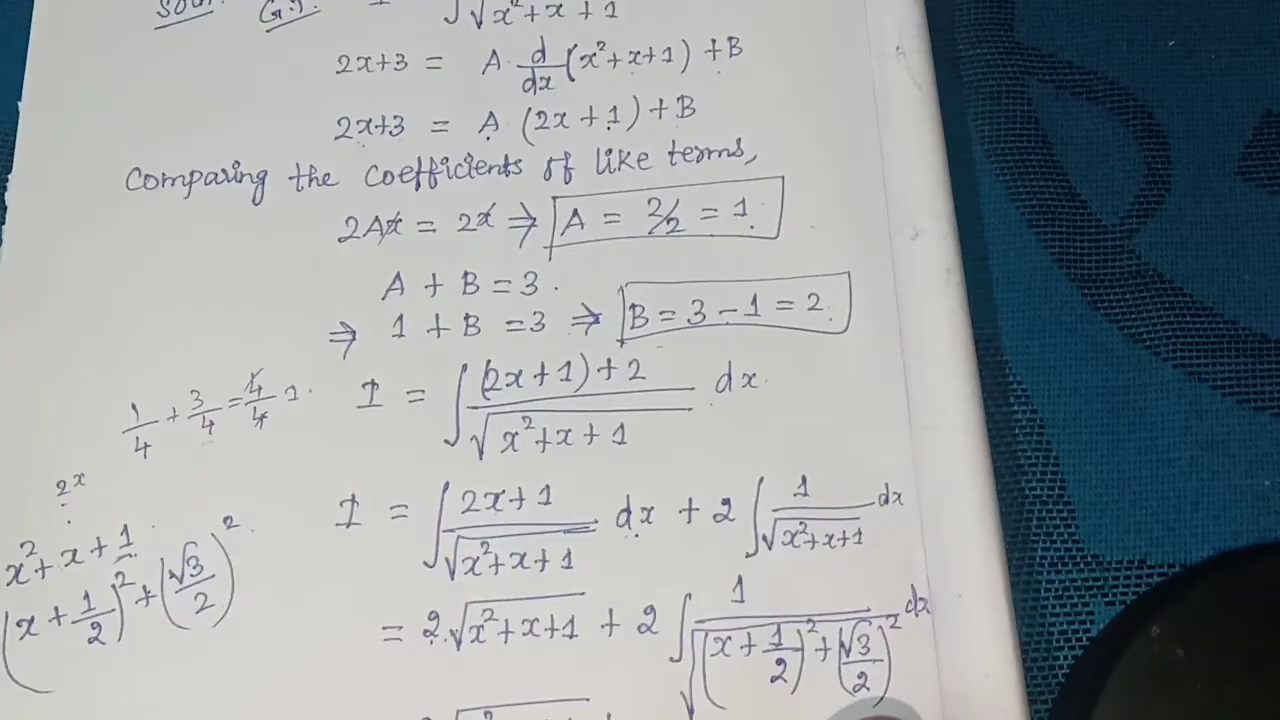 Soln. G.I. I √x²+x+1
2x+3 = A. d/dx (x²+x+1) + B
2x+3 = A (2x+1) + B
Comparing the coefficients of like terms,
2Ax = 2x ⇒ A = 2/2 = 1.
A + B = 3.
⇒ 1 + B = 3 ⇒ B = 3 - 1 = 2.
I = ∫ (2x+1)+2 / √x²+x+1 dx.
1/4 + 3/4 = 4/4 1.
I = ∫ 2x+1 / √x²+x+1 dx + 2 ∫ 1 / √x²+x+1 dx
2x
x²+x+1
(x + 1/2)² + (√3/2)².
= 2.√x²+x+1 + 2 ∫ 1 / √(x + 1/2)² + (√3/2)² dx